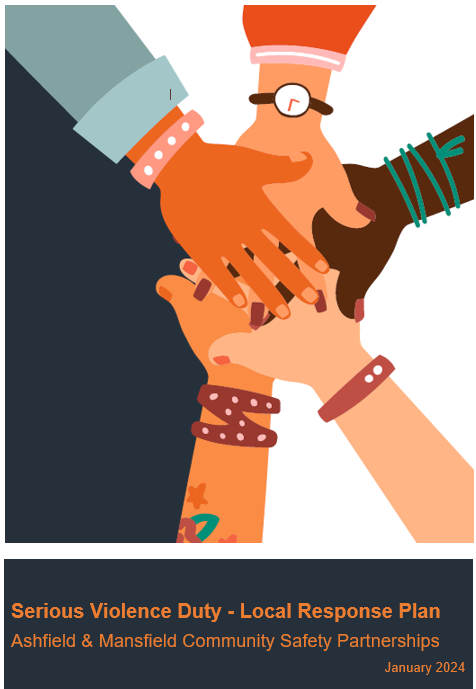 Serious Violence Duty - Local Response Plan
Ashfield & Mansfield Community Safety Partnerships
January 2024